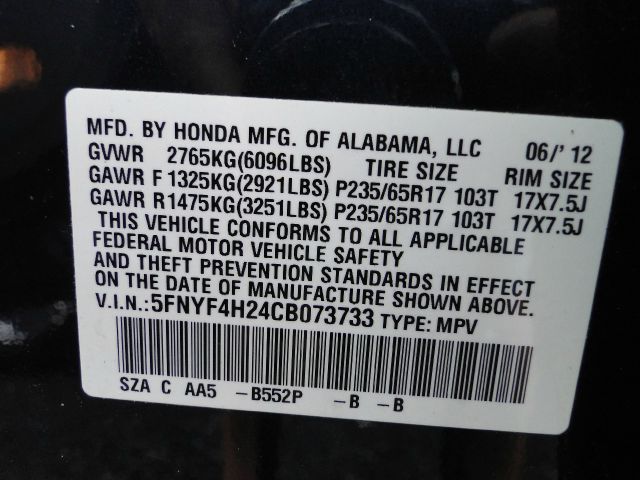 MFD. BY HONDA MFG. OF ALABAMA, LLC 06/'12
GVWR 2765KG(6096LBS) TIRE SIZE RIM SIZE
GAWR F1325KG(2921LBS) P235/65R17 103T 17X7.5J
GAWR R1475KG(3251LBS) P235/65R17 103T 17X7.5J
THIS VEHICLE CONFORMS TO ALL APPLICABLE
FEDERAL MOTOR VEHICLE SAFETY
AND THEFT PREVENTION STANDARDS IN EFFECT
ON THE DATE OF MANUFACTURE SHOWN ABOVE.
V.I.N.:5FNYF4H24CB073733 TYPE: MPV
SZA C AA5 -B552P -B -B